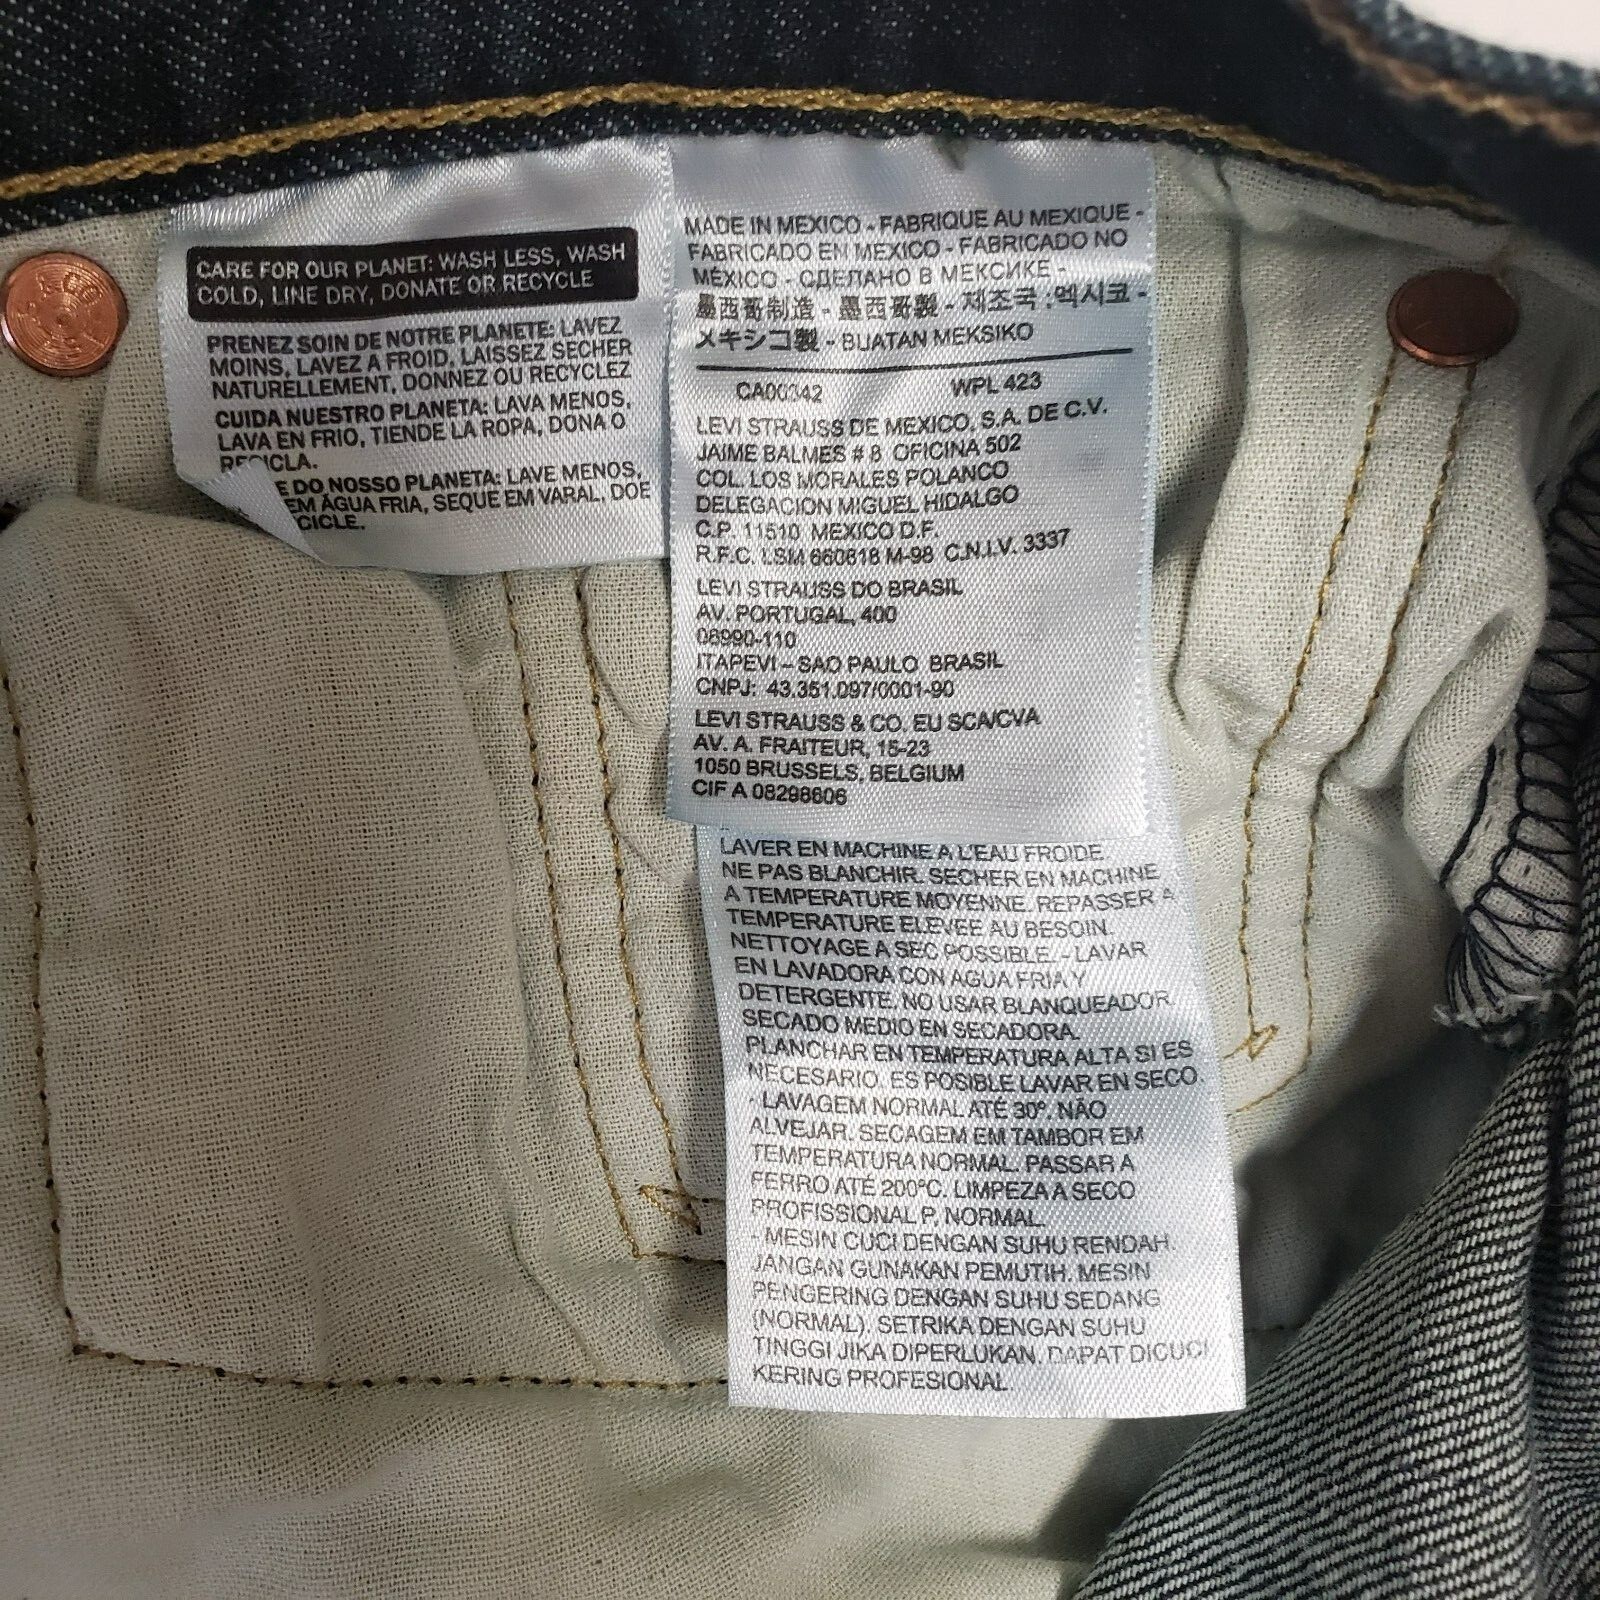 CARE FOR OUR PLANET: WASH LESS, WASH
COLD, LINE DRY, DONATE OR RECYCLE
PRENEZ SOIN DE NOTRE PLANETE: LAVEZ
MOINS, LAVEZ A FROID, LAISSEZ SECHER
NATURELLEMENT, DONNEZ OU RECYCLEZ
CUIDA NUESTRO PLANETA: LAVA MENOS,
LAVA EN FRIO, TIENDE LA ROPA, DONA O
E DO NOSSO PLANETA: LAVE MENOS,
EM ÁGUA FRIA, SEQUE EM VARAL, DOE
CICLE.
MADE IN MEXICO - FABRIQUE AU MEXIQUE -
FABRICADO EN MEXICO - FABRICADO NO
MÉXICO - СДЕЛАНО В МЕКСИКЕ -
墨西哥制造 - 墨西哥製 - 제조국 : 멕시코 -
メキシコ製 - BUATAN MEKSIKO
CA00342 WPL 423
LEVI STRAUSS DE MEXICO, S.A. DE C.V.
JAIME BALMES # 8 OFICINA 502
COL. LOS MORALES POLANCO
DELEGACION MIGUEL HIDALGO
C.P. 11510 MEXICO D.F.
R.F.C. LSM 660618 M-98 C.N.I.V. 3337
LEVI STRAUSS DO BRASIL
AV. PORTUGAL, 400
06990-110
ITAPEVI – SAO PAULO BRASIL
CNPJ: 43.351.097/0001-90
LEVI STRAUSS & CO. EU SCA/CVA
AV. A. FRAITEUR, 15-23
1050 BRUSSELS, BELGIUM
CIF A 08298606
LAVER EN MACHINE A L'EAU FROIDE.
NE PAS BLANCHIR. SECHER EN MACHINE
A TEMPERATURE MOYENNE. REPASSER A
TEMPERATURE ELEVEE AU BESOIN.
NETTOYAGE A SEC POSSIBLE. - LAVAR
EN LAVADORA CON AGUA FRIA Y
DETERGENTE. NO USAR BLANQUEADOR.
SECADO MEDIO EN SECADORA.
PLANCHAR EN TEMPERATURA ALTA SI ES
NECESARIO. ES POSIBLE LAVAR EN SECO.
- LAVAGEM NORMAL ATÉ 30º. NÃO
ALVEJAR. SECAGEM EM TAMBOR EM
TEMPERATURA NORMAL. PASSAR A
FERRO ATÉ 200ºC. LIMPEZA A SECO
PROFISSIONAL P, NORMAL.
- MESIN CUCI DENGAN SUHU RENDAH.
JANGAN GUNAKAN PEMUTIH. MESIN
PENGERING DENGAN SUHU SEDANG
(NORMAL). SETRIKA DENGAN SUHU
TINGGI JIKA DIPERLUKAN. DAPAT DICUCI
KERING PROFESIONAL.